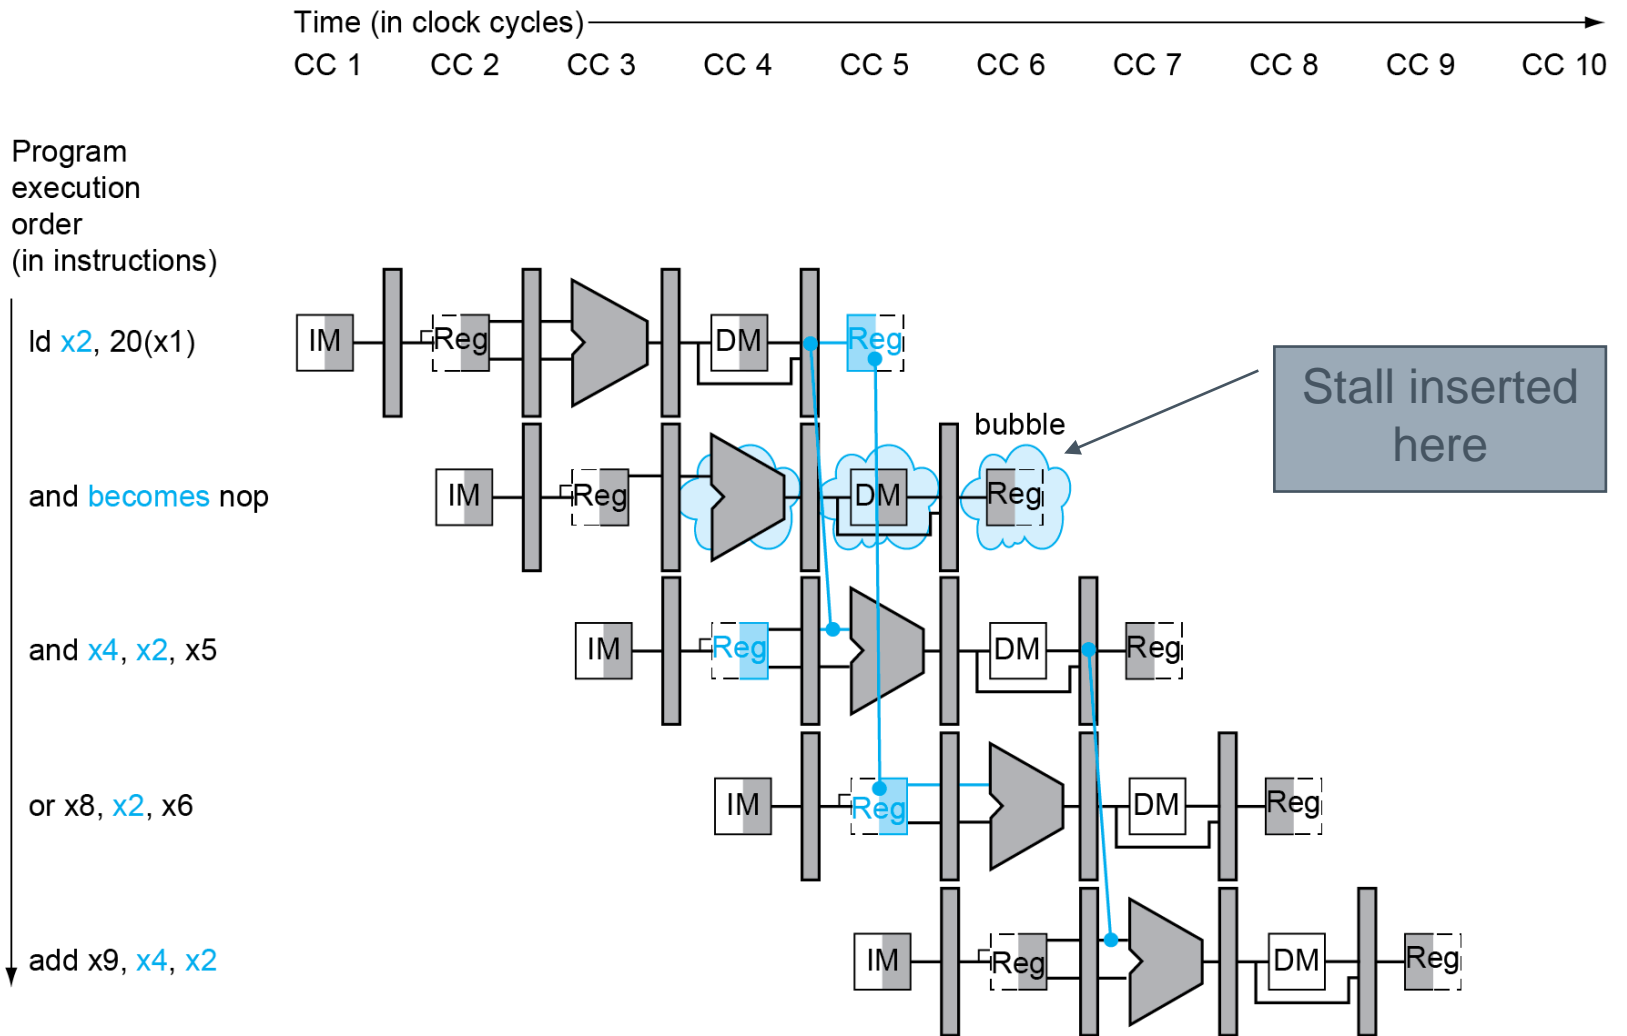 Time (in clock cycles)
CC 1 CC 2 CC 3 CC 4 CC 5 CC 6 CC 7 CC 8 CC 9 CC 10
Program
execution
order
(in instructions)
ld x2, 20(x1)
IM Reg DM Reg
Stall inserted
here
bubble
and becomes nop
IM Reg DM Reg
and x4, x2, x5
IM Reg DM Reg
or x8, x2, x6
IM Reg DM Reg
add x9, x4, x2
IM Reg DM Reg